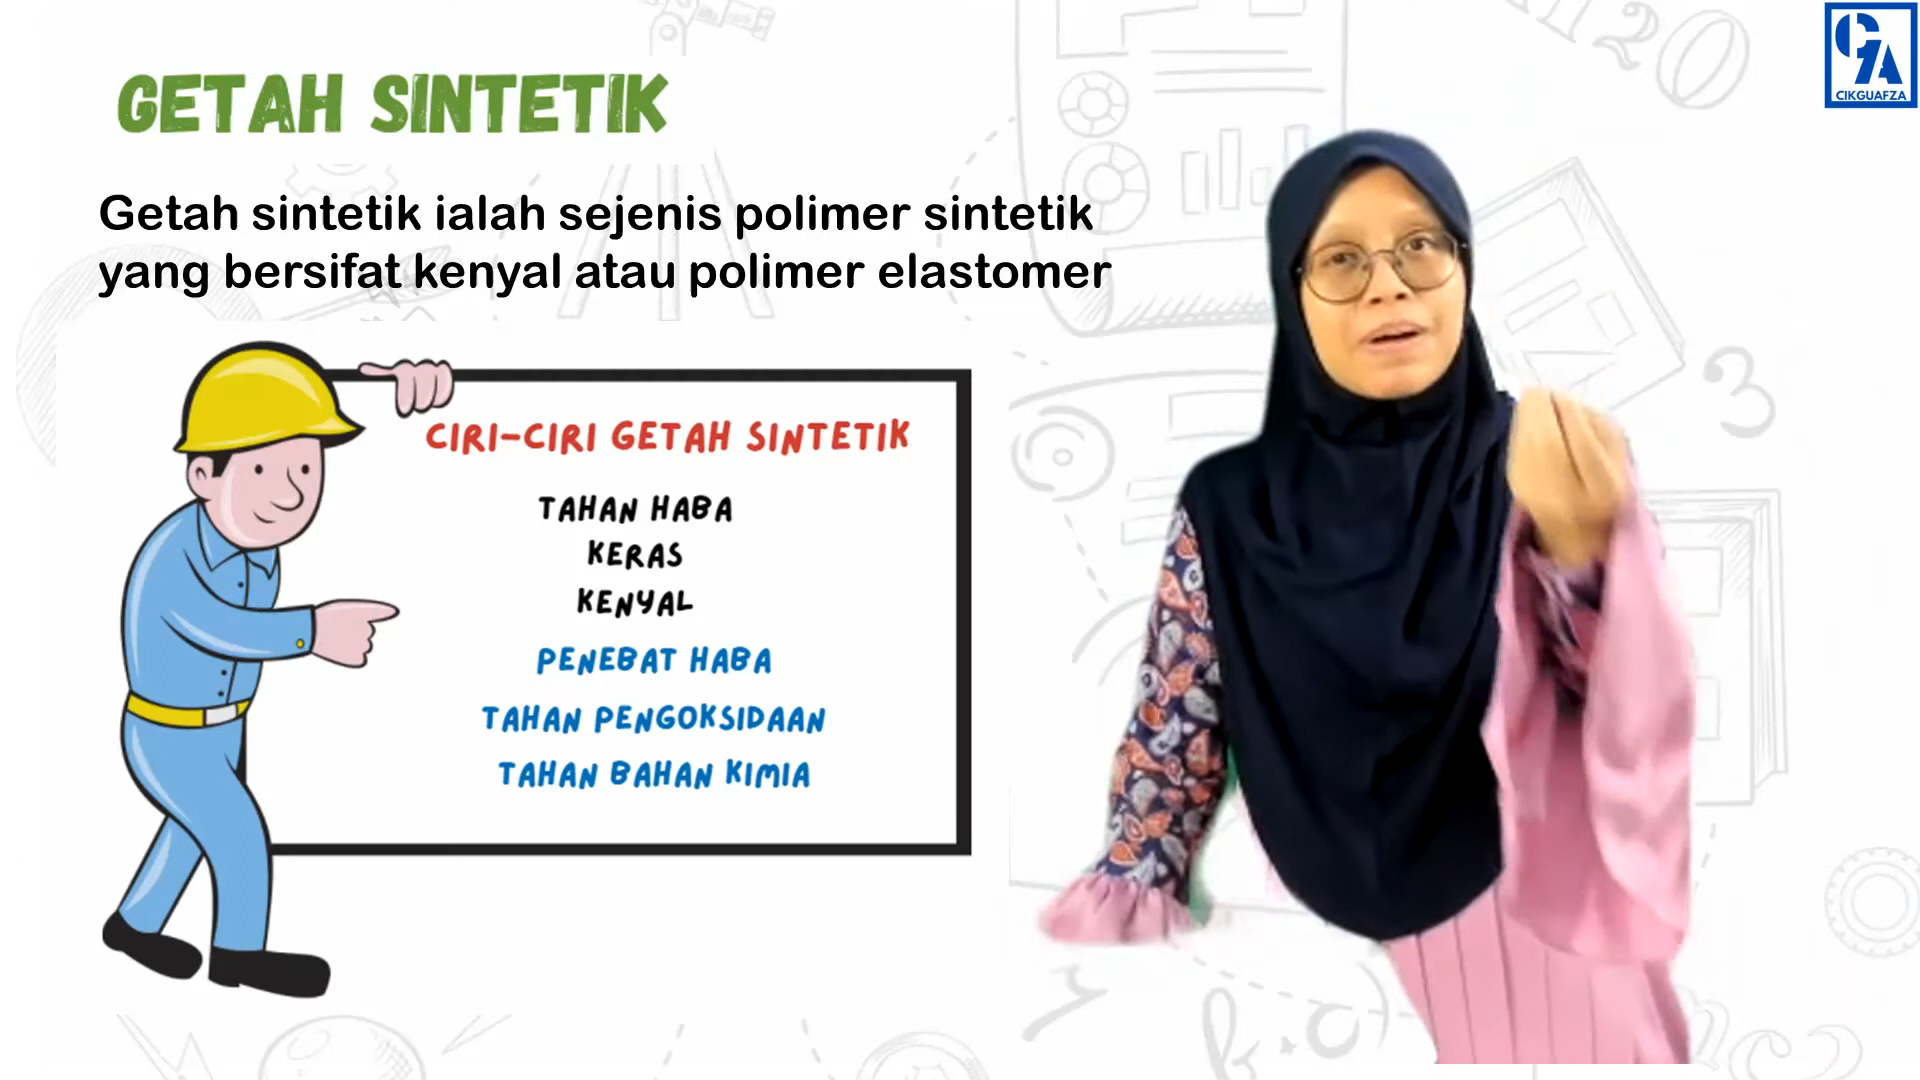 GETAH SINTETIK
Getah sintetik ialah sejenis polimer sintetik
yang bersifat kenyal atau polimer elastomer
CIRI-CIRI GETAH SINTETIK
TAHAN HABA
KERAS
KENYAL
PENEBAT HABA
TAHAN PENGOKSIDAAN
TAHAN BAHAN KIMIA
CIKGUAFZA
3